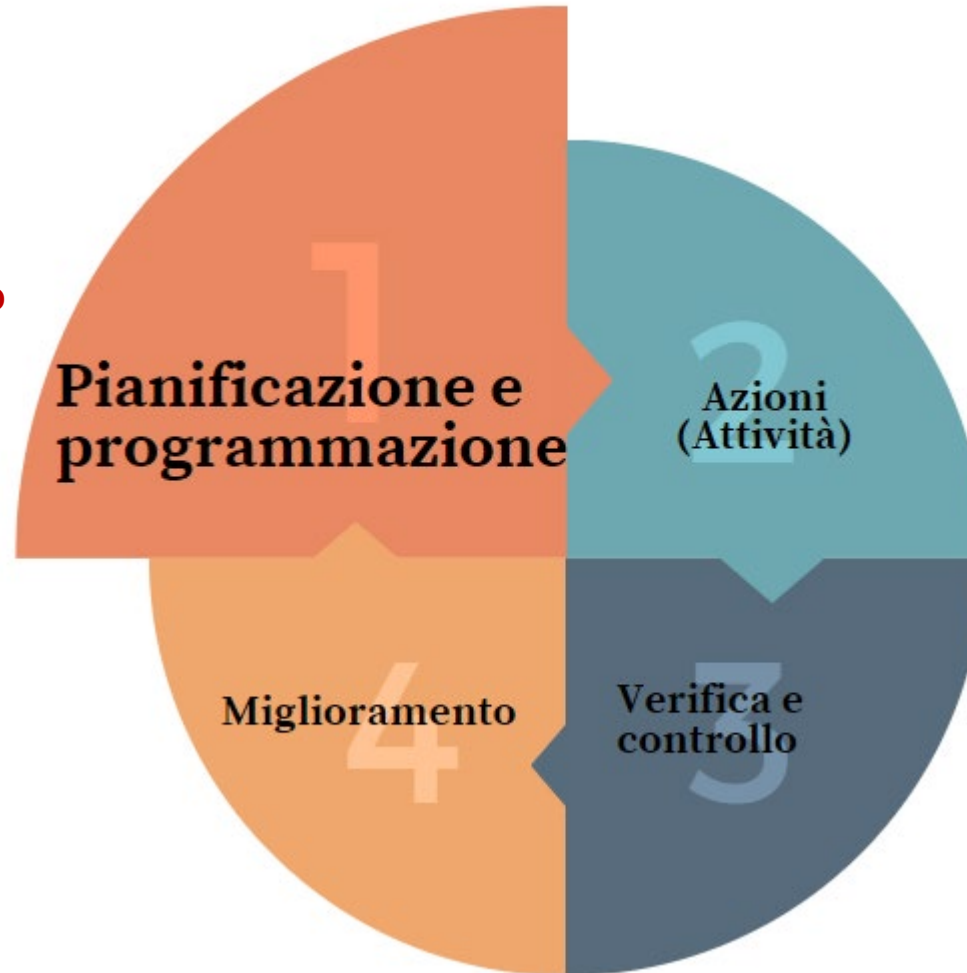 1
Pianificazione e
programmazione
2
Azioni
(Attività)
3
Verifica e
controllo
4
Miglioramento